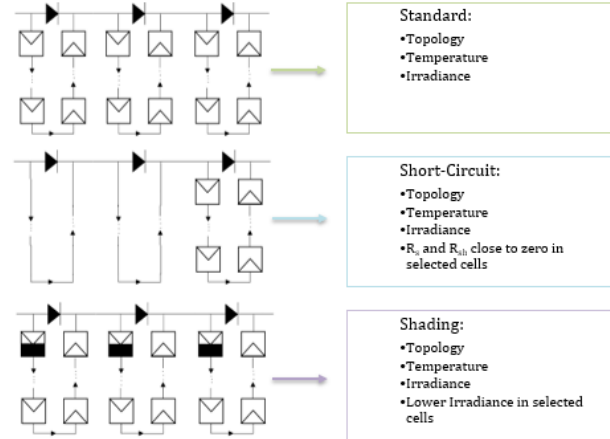 Standard:
•Topology
•Temperature
•Irradiance
Short-Circuit:
•Topology
•Temperature
•Irradiance
•Rs and Rsh close to zero in
selected cells
Shading:
•Topology
•Temperature
•Irradiance
•Lower Irradiance in selected
cells